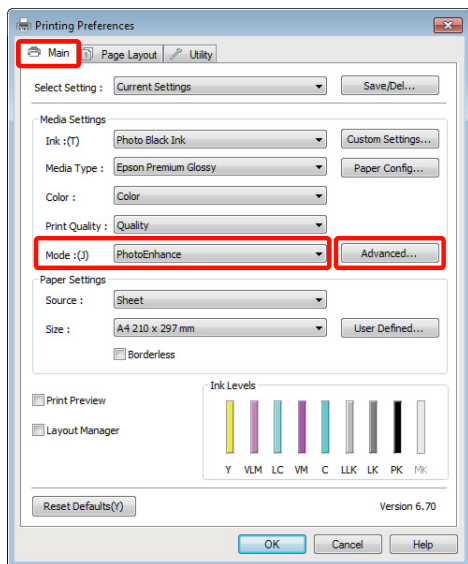 Printing Preferences
Main Page Layout Utility
Select Setting : Current Settings Save/Del...
Media Settings
Ink :(T) Photo Black Ink Custom Settings...
Media Type : Epson Premium Glossy Paper Config...
Color : Color
Print Quality : Quality
Mode :(J) PhotoEnhance Advanced...
Paper Settings
Source : Sheet
Size : A4 210 x 297 mm User Defined...
Borderless
Ink Levels
Print Preview
Layout Manager
Y VLM LC VM C LLK LK PK MK
Reset Defaults(Y) Version 6.70
OK Cancel Help